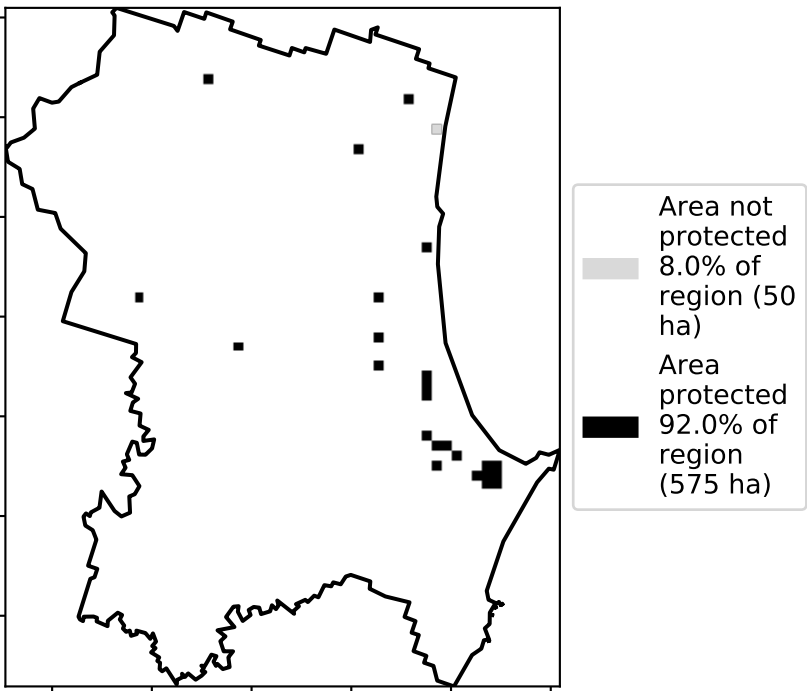 Area not
protected
8.0% of
region (50
ha)
Area
protected
92.0% of
region
(575 ha)